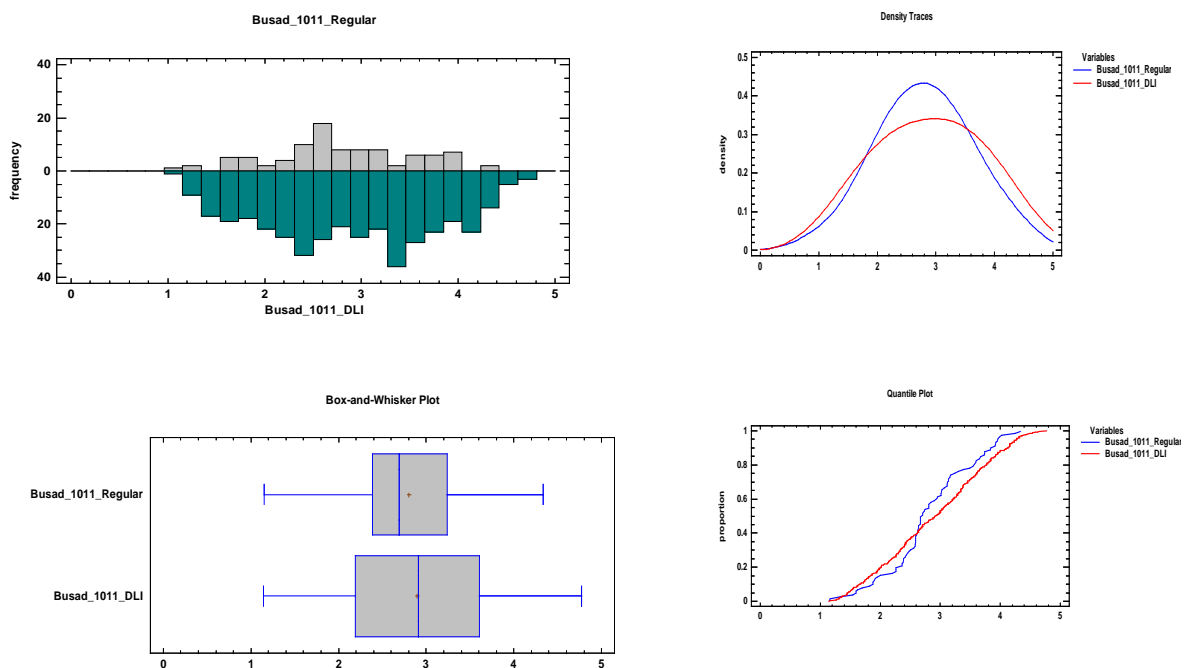 Busad_1011_Regular
40
20
0
20
40
frequency
0 1 2 3 4 5
Busad_1011_DLI
Density Traces
0.5
0.4
0.3
0.2
0.1
0
density
0 1 2 3 4 5
Variables
Busad_1011_Regular
Busad_1011_DLI
Box-and-Whisker Plot
Busad_1011_Regular
Busad_1011_DLI
0 1 2 3 4 5
Quantile Plot
1
0.8
0.6
0.4
0.2
0
proportion
0 1 2 3 4 5
Variables
Busad_1011_Regular
Busad_1011_DLI